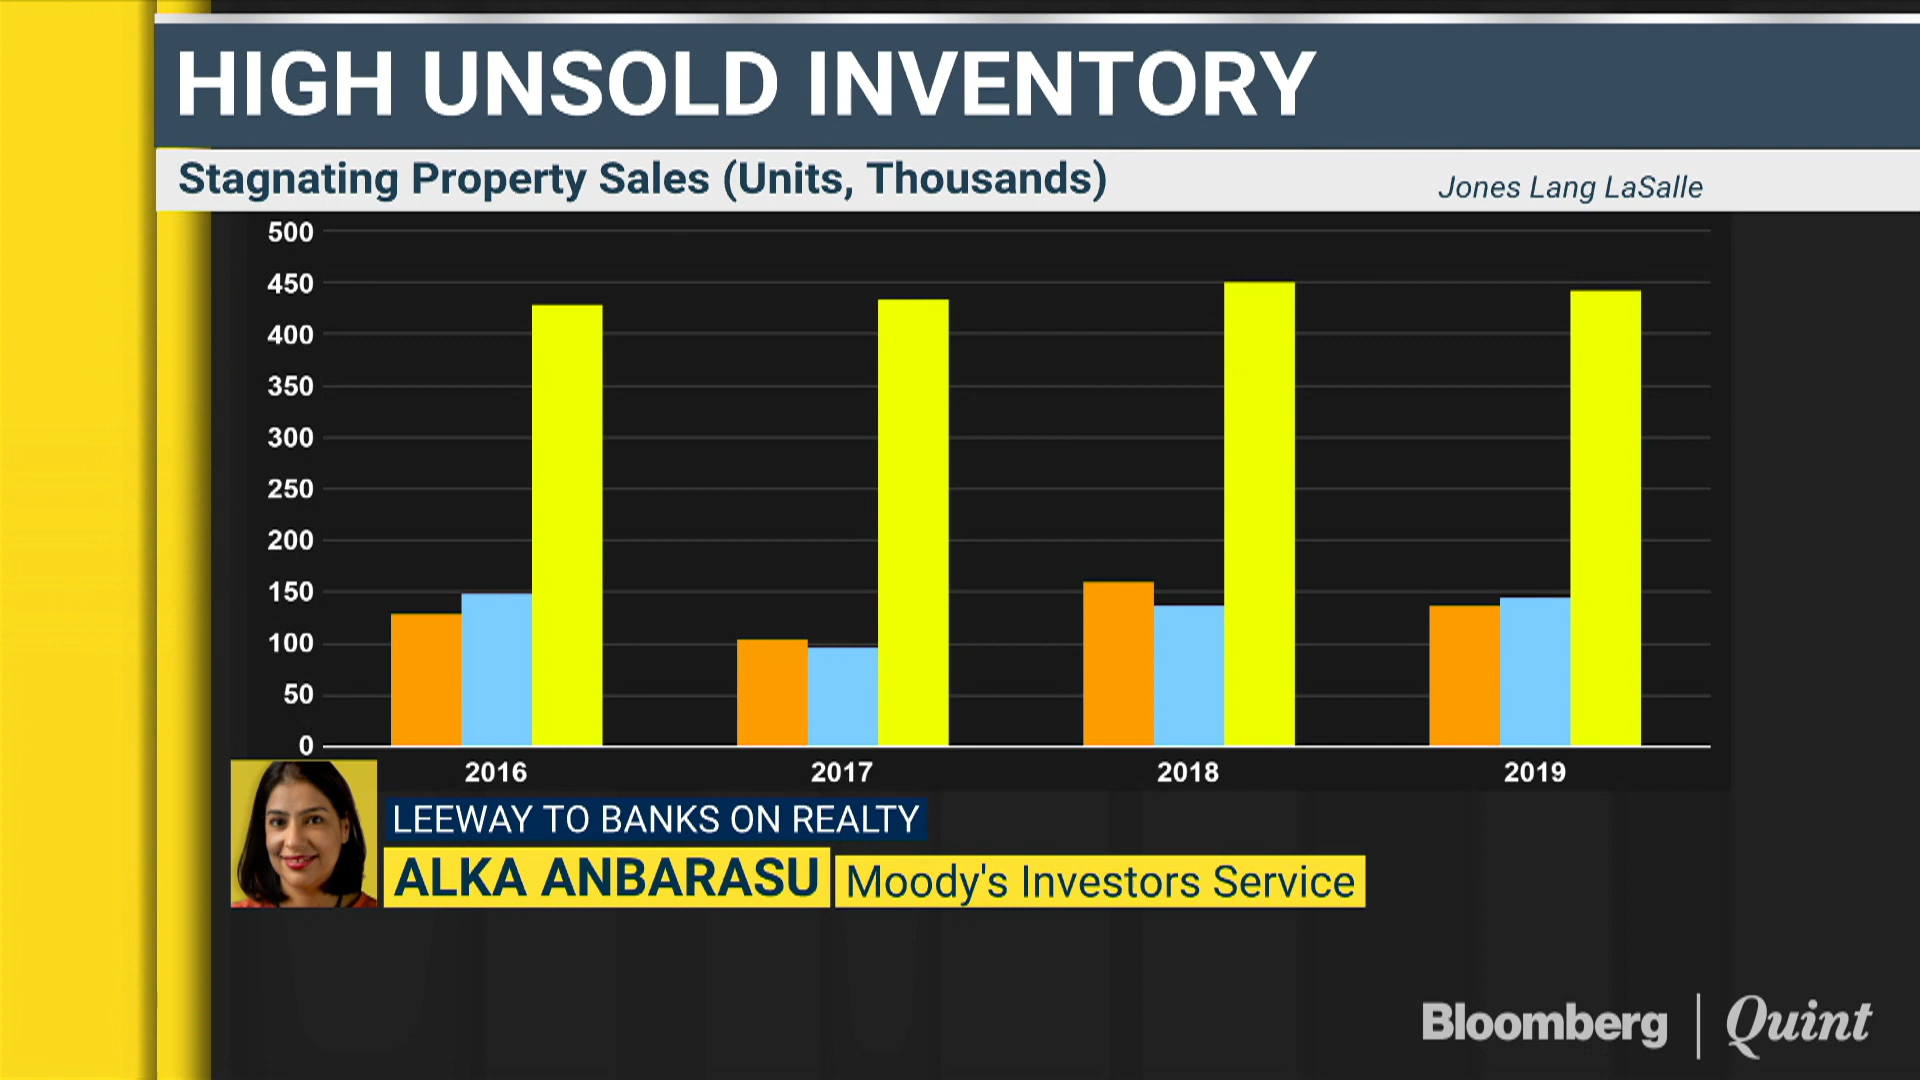 HIGH UNSOLD INVENTORY
Stagnating Property Sales (Units, Thousands)
Jones Lang LaSalle
500
450
400
350
300
250
200
150
100
50
0
2016 2017 2018 2019
LEEWAY TO BANKS ON REALTY
ALKA ANBARASU Moody's Investors Service
Bloomberg | Quint